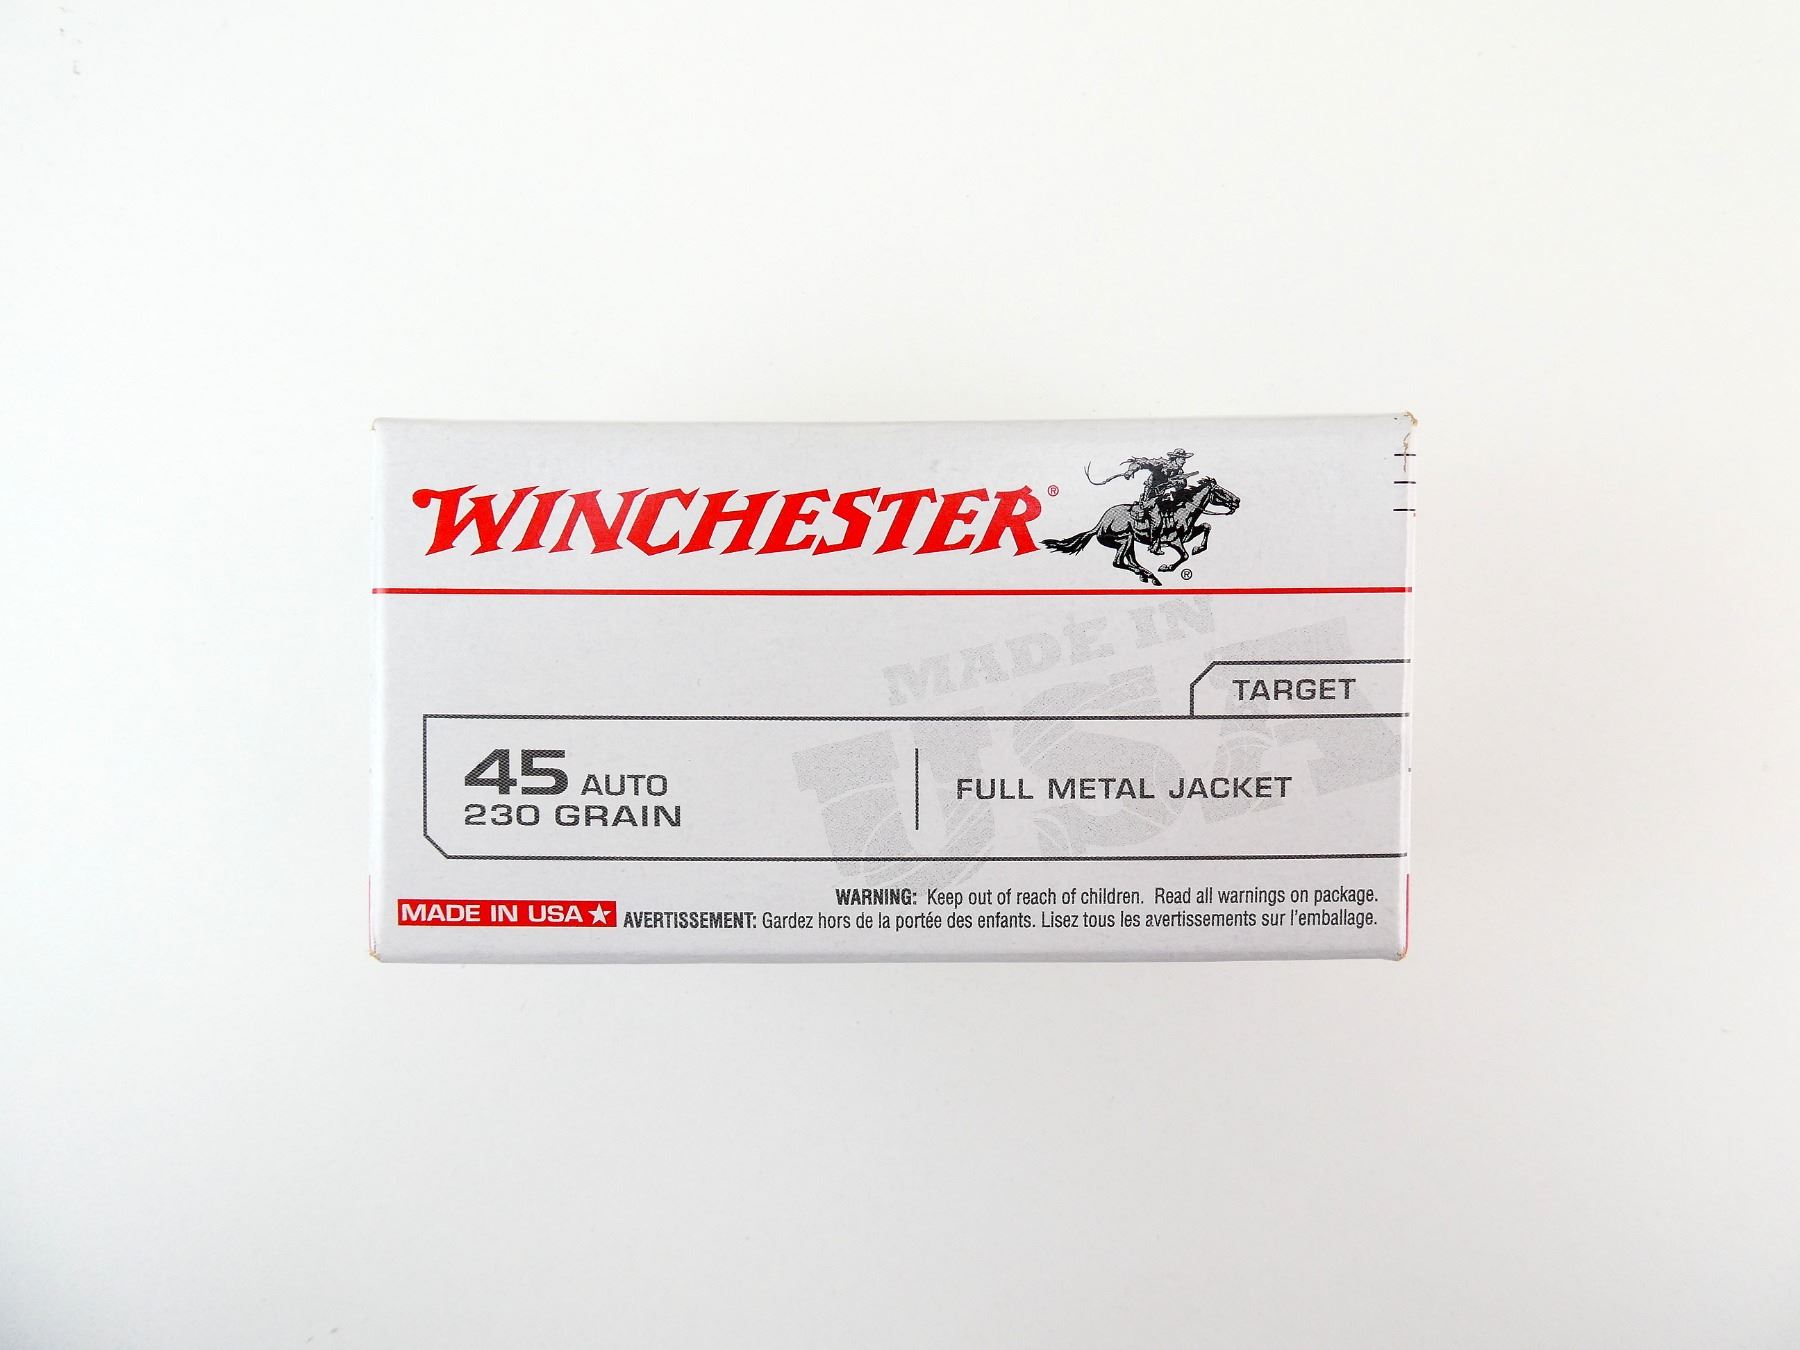 WINCHESTER®
®
MADE IN
USA
TARGET
45 AUTO
230 GRAIN
FULL METAL JACKET
WARNING: Keep out of reach of children. Read all warnings on package.
MADE IN USA ★
AVERTISSEMENT: Gardez hors de la portée des enfants. Lisez tous les avertissements sur l'emballage.